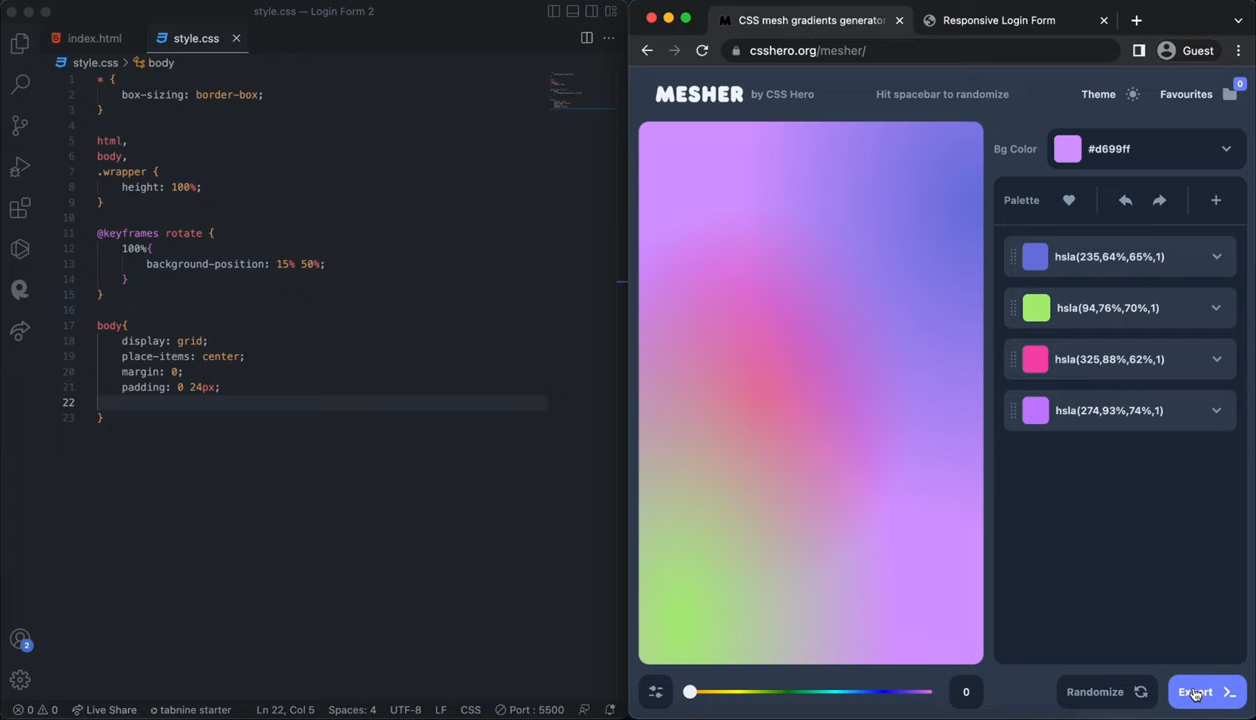 style.css — Login Form 2
index.html
style.css
style.css > body
1 * {
2 box-sizing: border-box;
3 }
4
5 html,
6 body,
7 .wrapper {
8 height: 100%;
9 }
10
11 @keyframes rotate {
12 100%{
13 background-position: 15% 50%;
14 }
15 }
16
17 body{
18 display: grid;
19 place-items: center;
20 margin: 0;
21 padding: 0 24px;
22
23 }
2
0 0
Live Share
tabnine starter
Ln 22, Col 5
Spaces: 4
UTF-8
LF
CSS
Port : 5500
CSS mesh gradients generator
Responsive Login Form
csshero.org/mesher/
Guest
MESHER by CSS Hero
Hit spacebar to randomize
Theme
Favourites
0
Bg Color
#d699ff
Palette
hsla(235,64%,65%,1)
hsla(94,76%,70%,1)
hsla(325,88%,62%,1)
hsla(274,93%,74%,1)
0
Randomize
Export